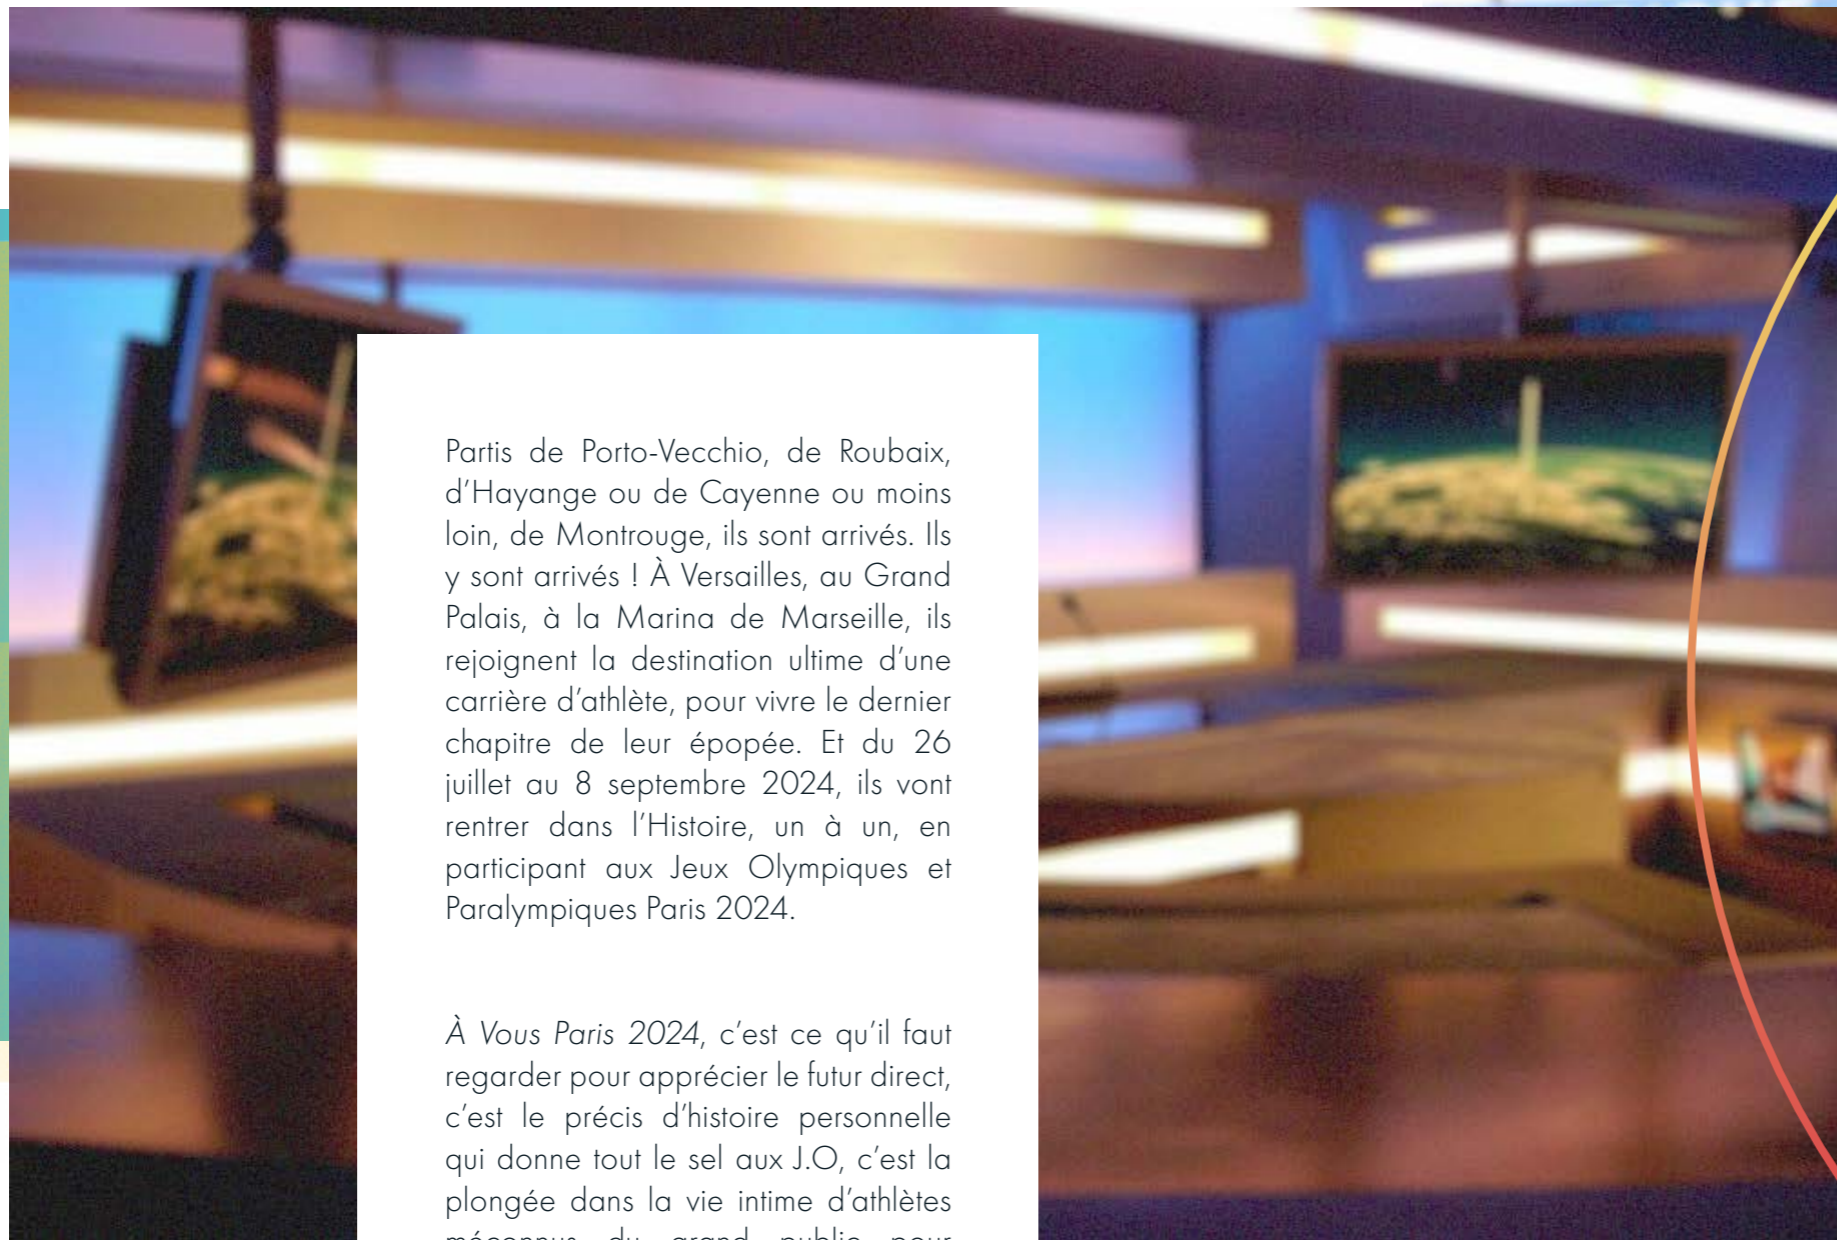 Partis de Porto-Vecchio, de Roubaix,
d’Hayange ou de Cayenne ou moins
loin, de Montrouge, ils sont arrivés. Ils
y sont arrivés ! À Versailles, au Grand
Palais, à la Marina de Marseille, ils
rejoignent la destination ultime d’une
carrière d’athlète, pour vivre le dernier
chapitre de leur épopée. Et du 26
juillet au 8 septembre 2024, ils vont
rentrer dans l’Histoire, un à un, en
participant aux Jeux Olympiques et
Paralympiques Paris 2024.
À Vous Paris 2024, c’est ce qu’il faut
regarder pour apprécier le futur direct,
c’est le précis d’histoire personnelle
qui donne tout le sel aux J.O, c’est la
plongée dans la vie intime d’athlètes
méconnus du grand public pour